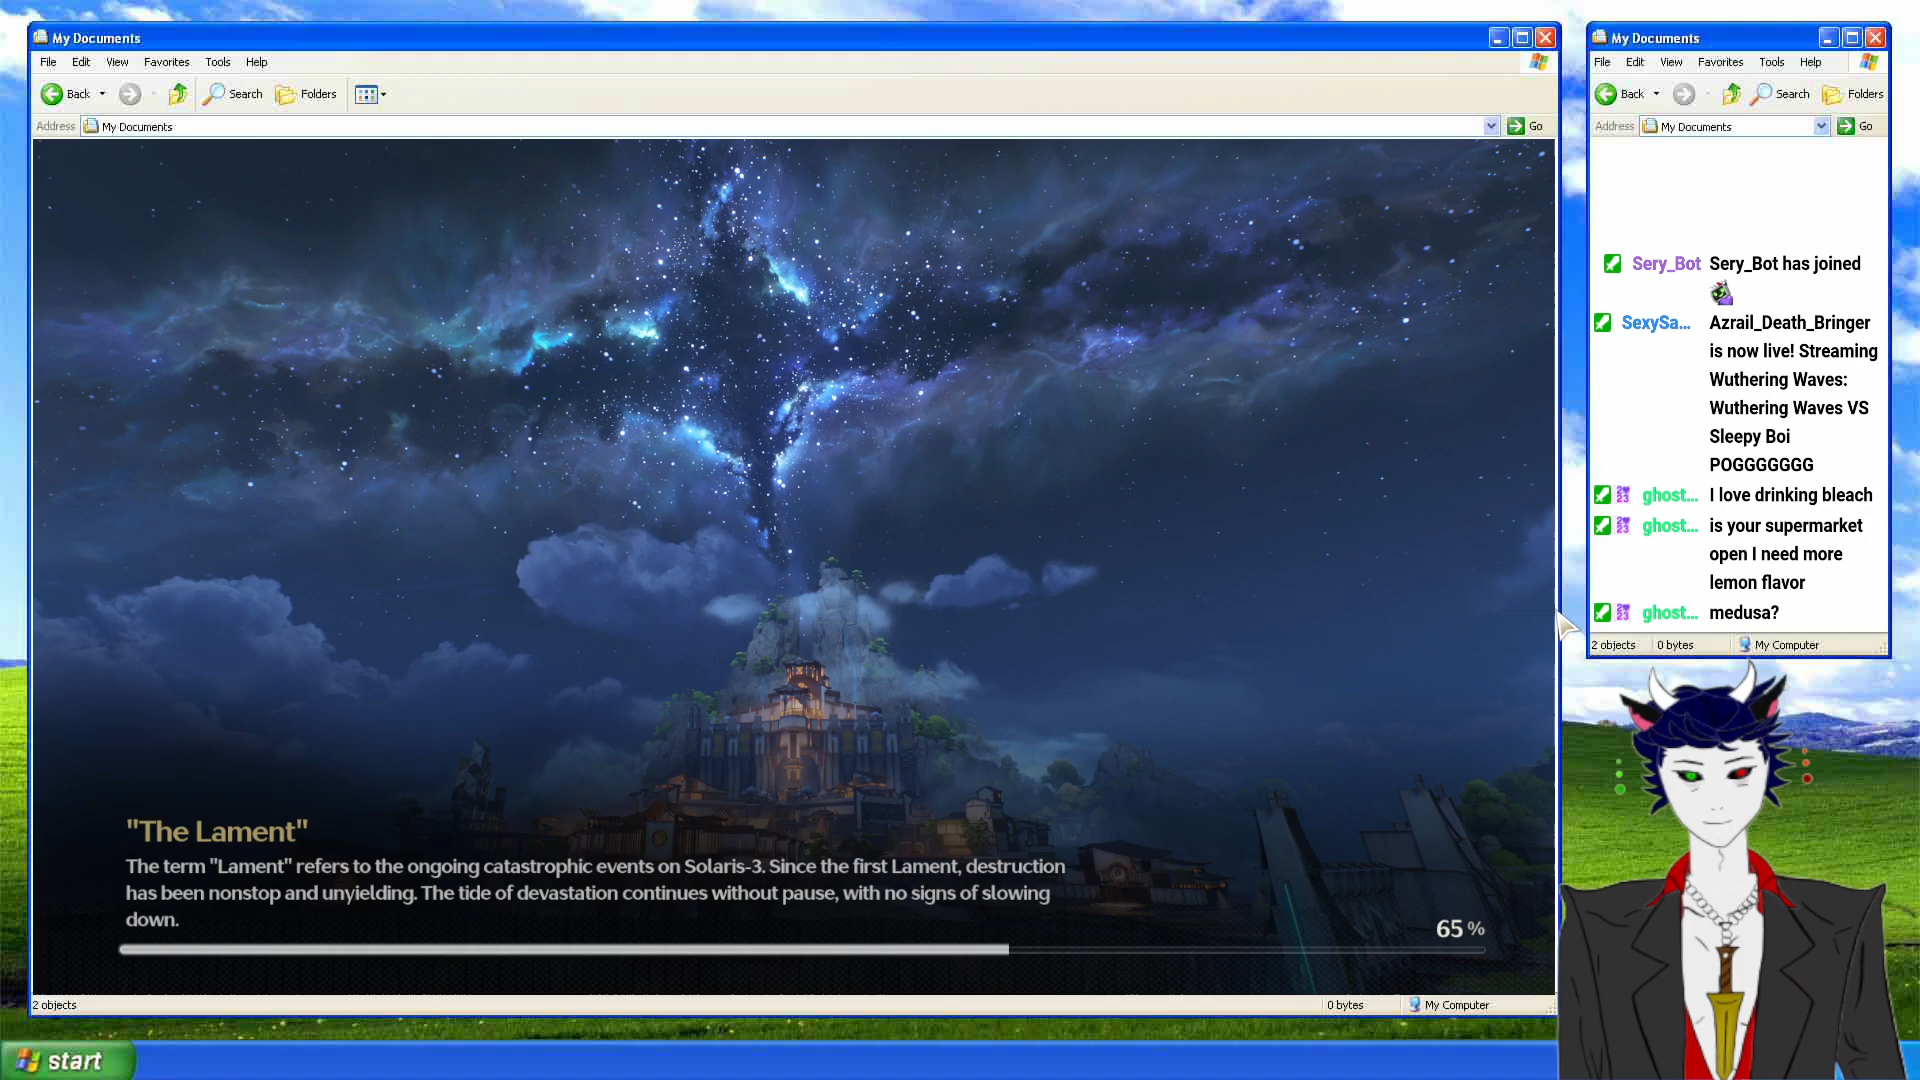 My Documents
File Edit View Favorites Tools Help
Back Search Folders
Address My Documents Go
"The Lament"
The term "Lament" refers to the ongoing catastrophic events on Solaris-3. Since the first Lament, destruction
has been nonstop and unyielding. The tide of devastation continues without pause, with no signs of slowing
down.
65 %
2 objects 0 bytes My Computer
My Documents
File Edit View Favorites Tools Help
Back Search Folders
Address My Documents Go
Sery_Bot Sery_Bot has joined
SexySa... Azrail_Death_Bringer
is now live! Streaming
Wuthering Waves:
Wuthering Waves VS
Sleepy Boi
POGGGGGGG
ghost... I love drinking bleach
ghost... is your supermarket
open I need more
lemon flavor
ghost... medusa?
2 objects 0 bytes My Computer
start